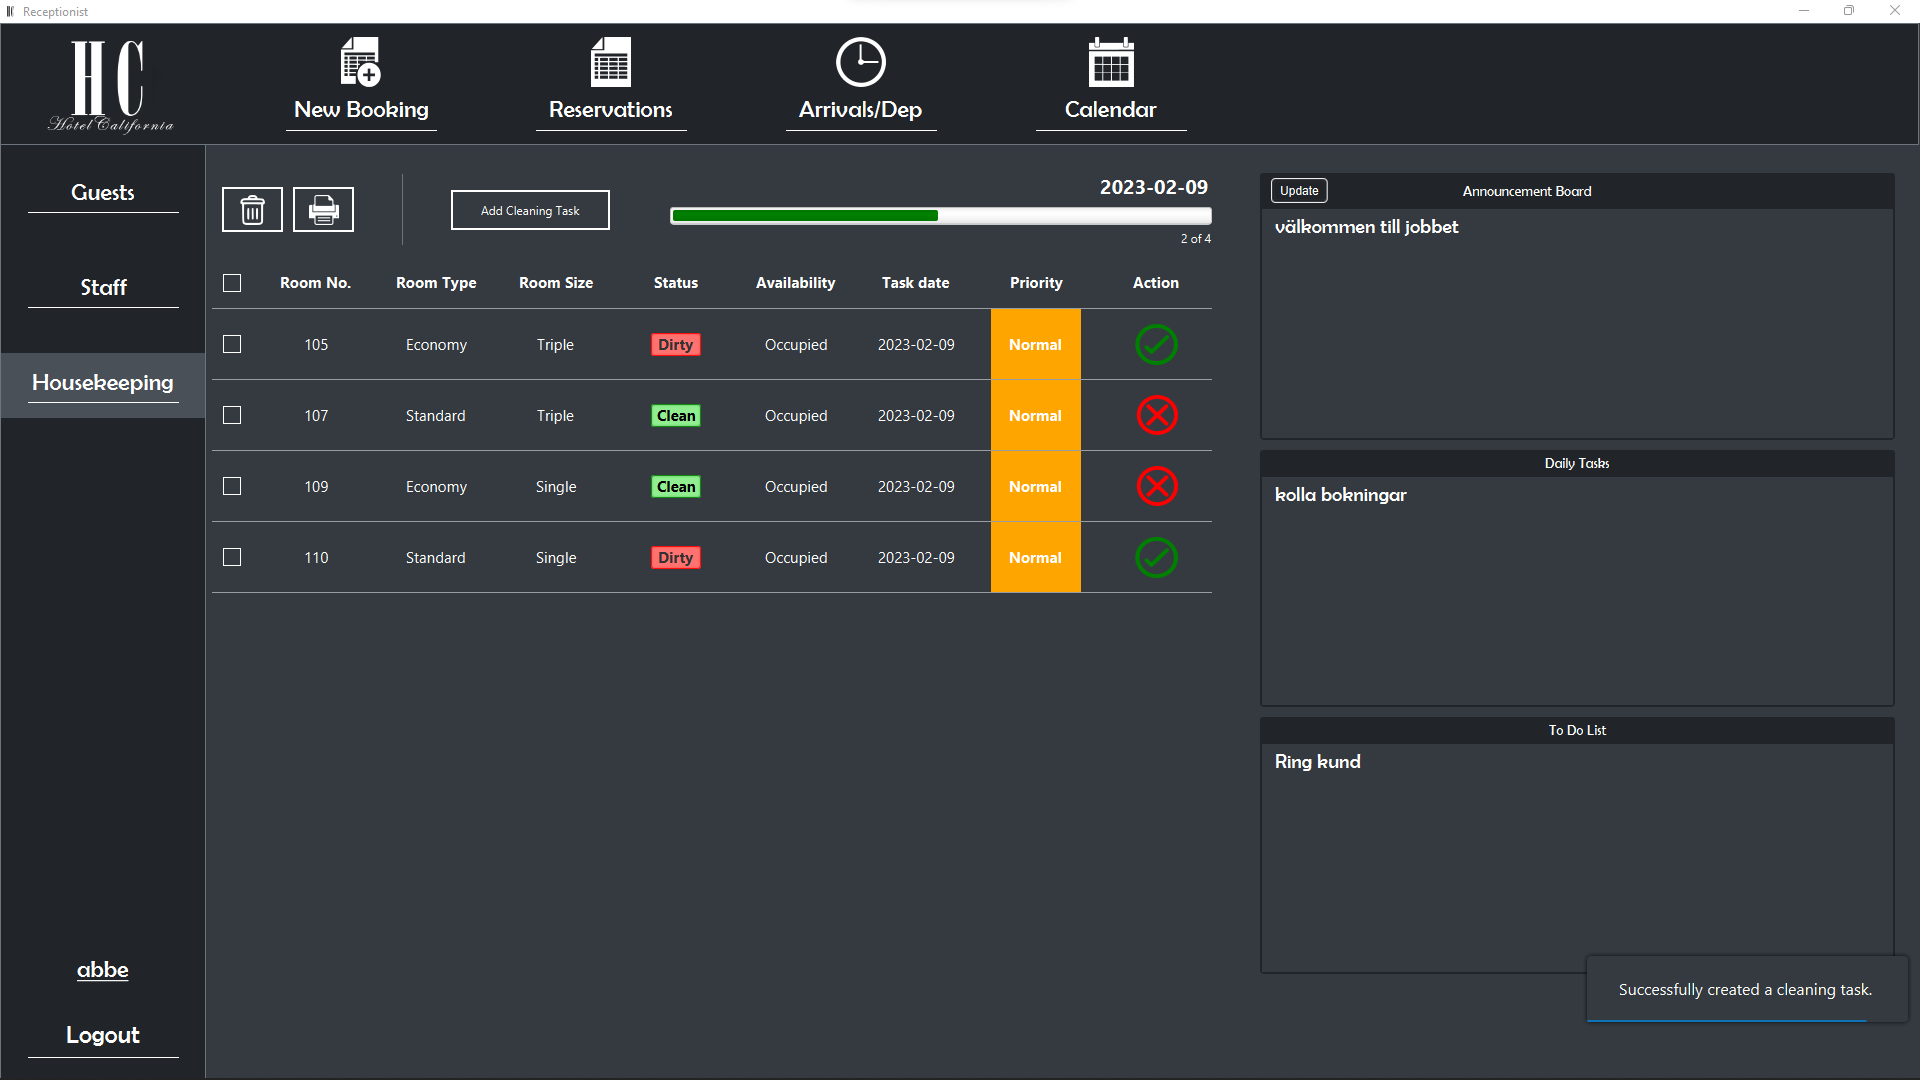 Receptionist
HC
Hotel California
New Booking
Reservations
Arrivals/Dep
Calendar
Guests
Staff
Housekeeping
abbe
Logout
Add Cleaning Task
2023-02-09
2 of 4
Room No. Room Type Room Size Status Availability Task date Priority Action
105 Economy Triple Dirty Occupied 2023-02-09 Normal
107 Standard Triple Clean Occupied 2023-02-09 Normal
109 Economy Single Clean Occupied 2023-02-09 Normal
110 Standard Single Dirty Occupied 2023-02-09 Normal
Update Announcement Board
välkommen till jobbet
Daily Tasks
kolla bokningar
To Do List
Ring kund
Successfully created a cleaning task.